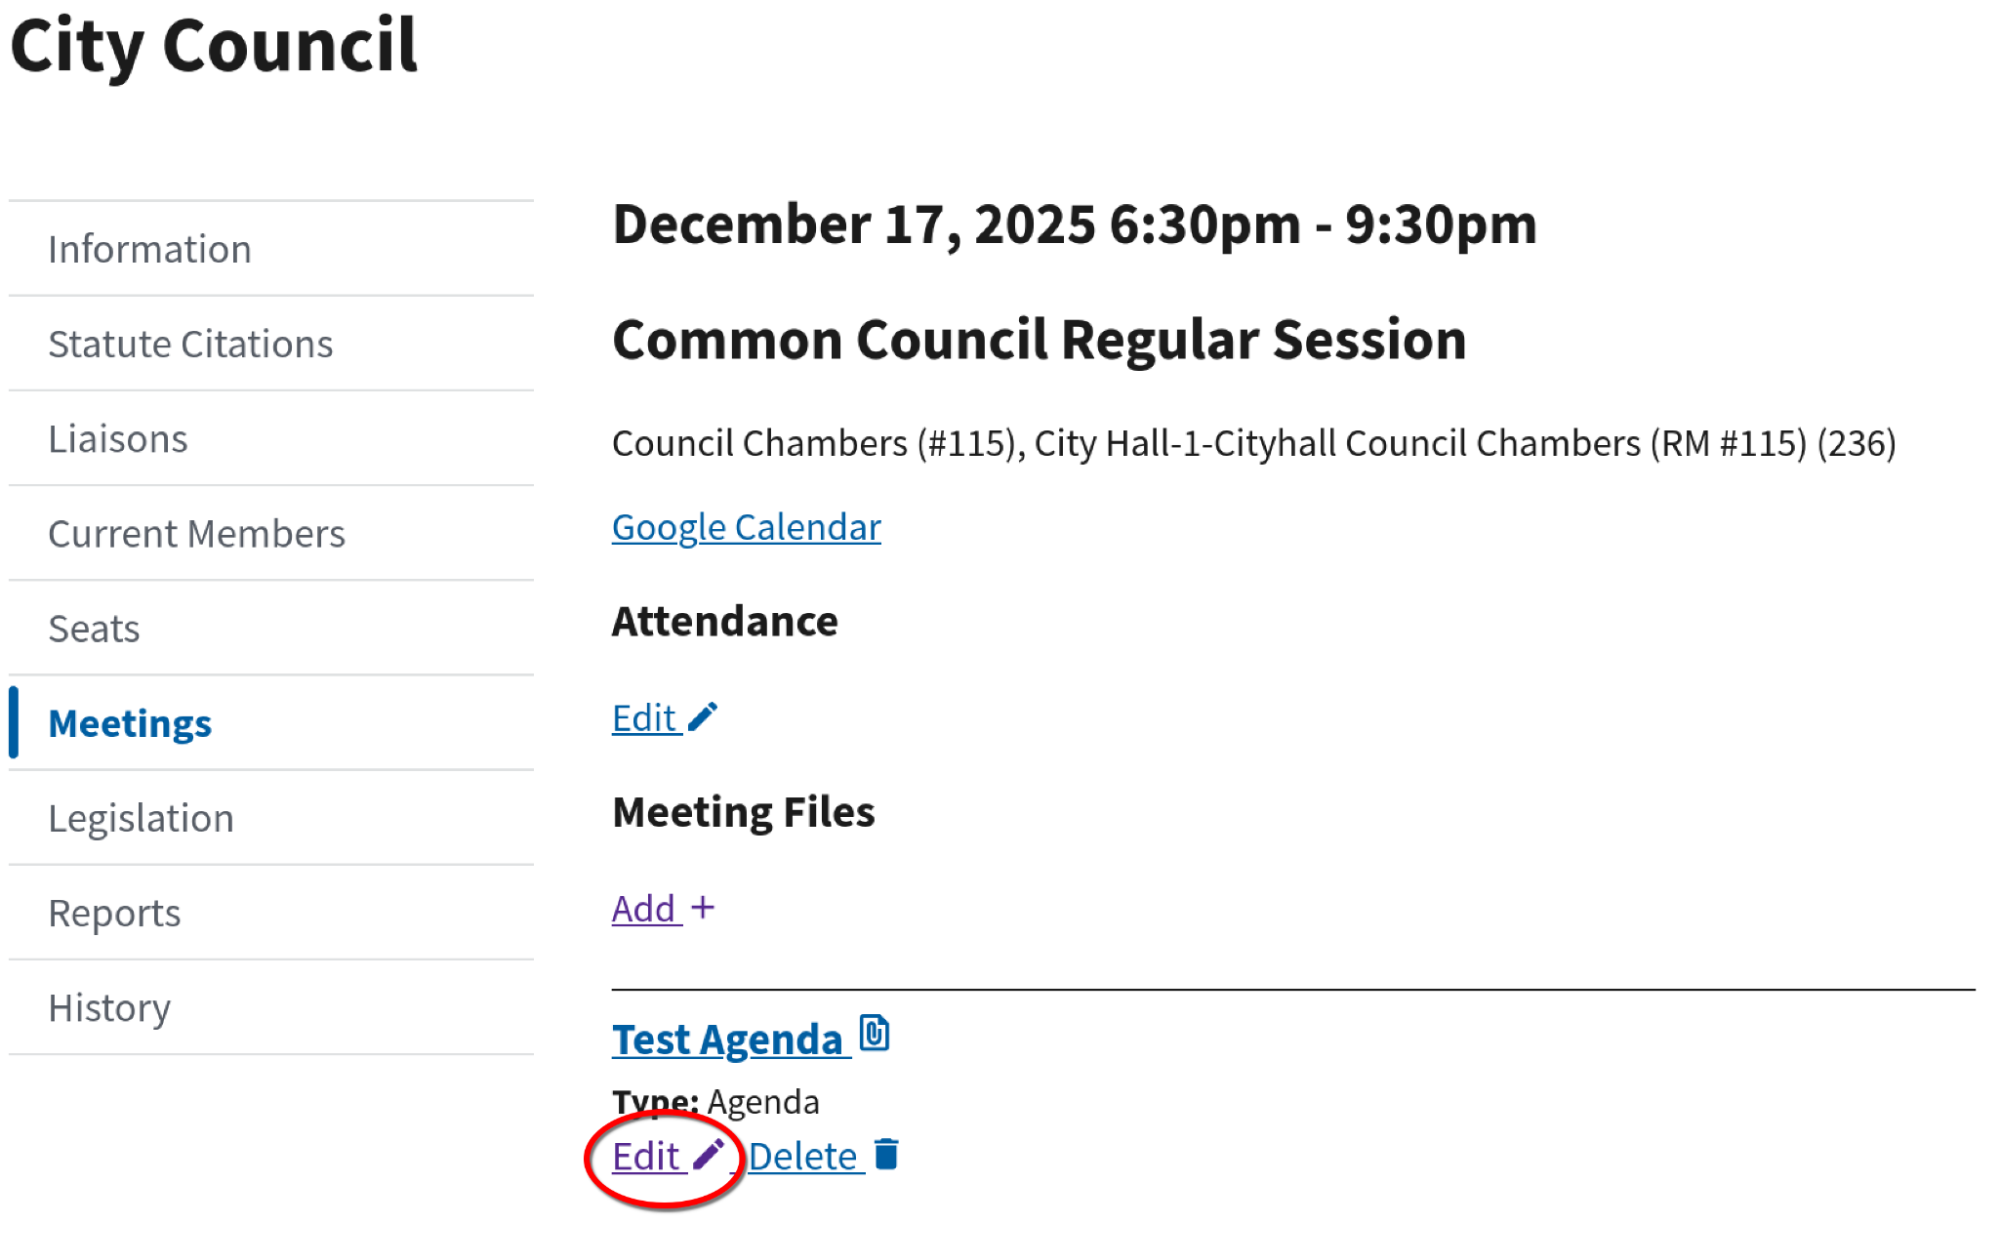 City Council
Information
Statute Citations
Liaisons
Current Members
Seats
Meetings
Legislation
Reports
History
December 17, 2025 6:30pm - 9:30pm
Common Council Regular Session
Council Chambers (#115), City Hall-1-Cityhall Council Chambers (RM #115) (236)
Google Calendar
Attendance
Edit
Meeting Files
Add +
Test Agenda
Type: Agenda
Edit Delete